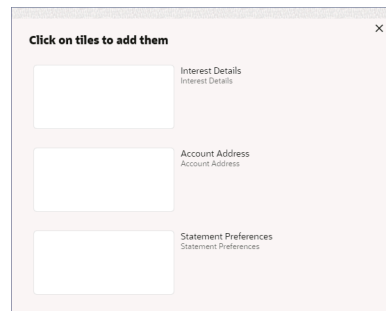 Click on tiles to add them
Interest Details
Interest Details
Account Address
Account Address
Statement Preferences
Statement Preferences